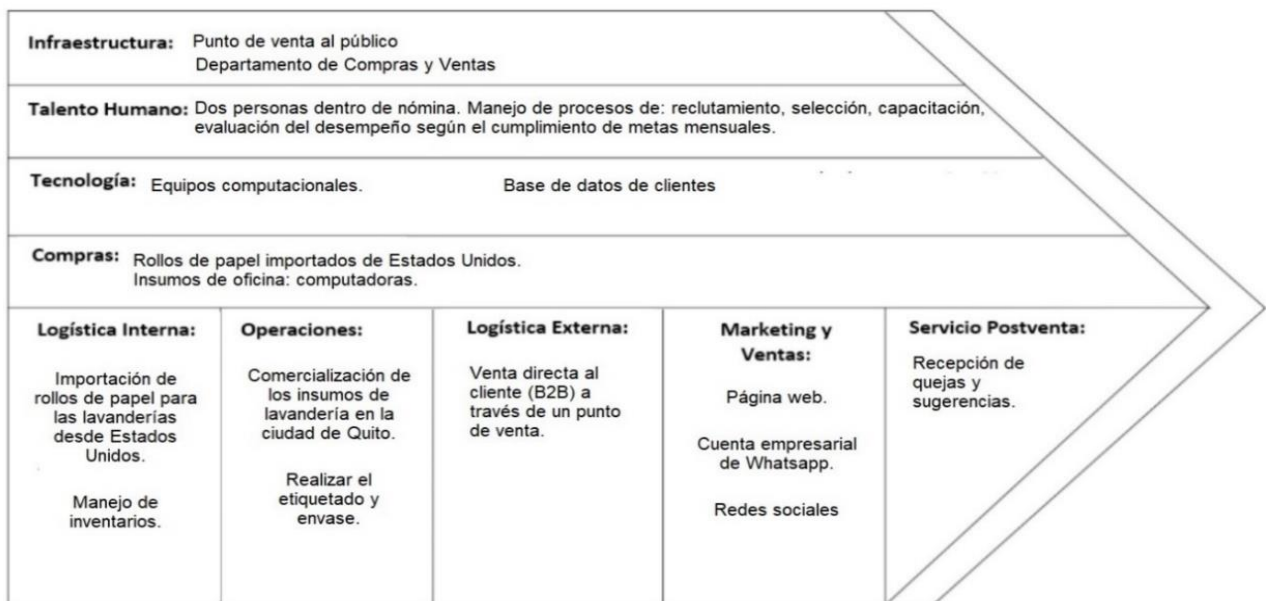 Infraestructura: Punto de venta al público
Departamento de Compras y Ventas
Talento Humano: Dos personas dentro de nómina. Manejo de procesos de: reclutamiento, selección, capacitación,
evaluación del desempeño según el cumplimiento de metas mensuales.
Tecnología: Equipos computacionales. Base de datos de clientes
Compras: Rollos de papel importados de Estados Unidos.
Insumos de oficina: computadoras.
Logística Interna:
Importación de
rollos de papel para
las lavanderías
desde Estados
Unidos.
Manejo de
inventarios.
Operaciones:
Comercialización de
los insumos de
lavandería en la
ciudad de Quito.
Realizar el
etiquetado y
envase.
Logística Externa:
Venta directa al
cliente (B2B) a
través de un punto
de venta.
Marketing y
Ventas:
Página web.
Cuenta empresarial
de Whatsapp.
Redes sociales
Servicio Postventa:
Recepción de
quejas y
sugerencias.